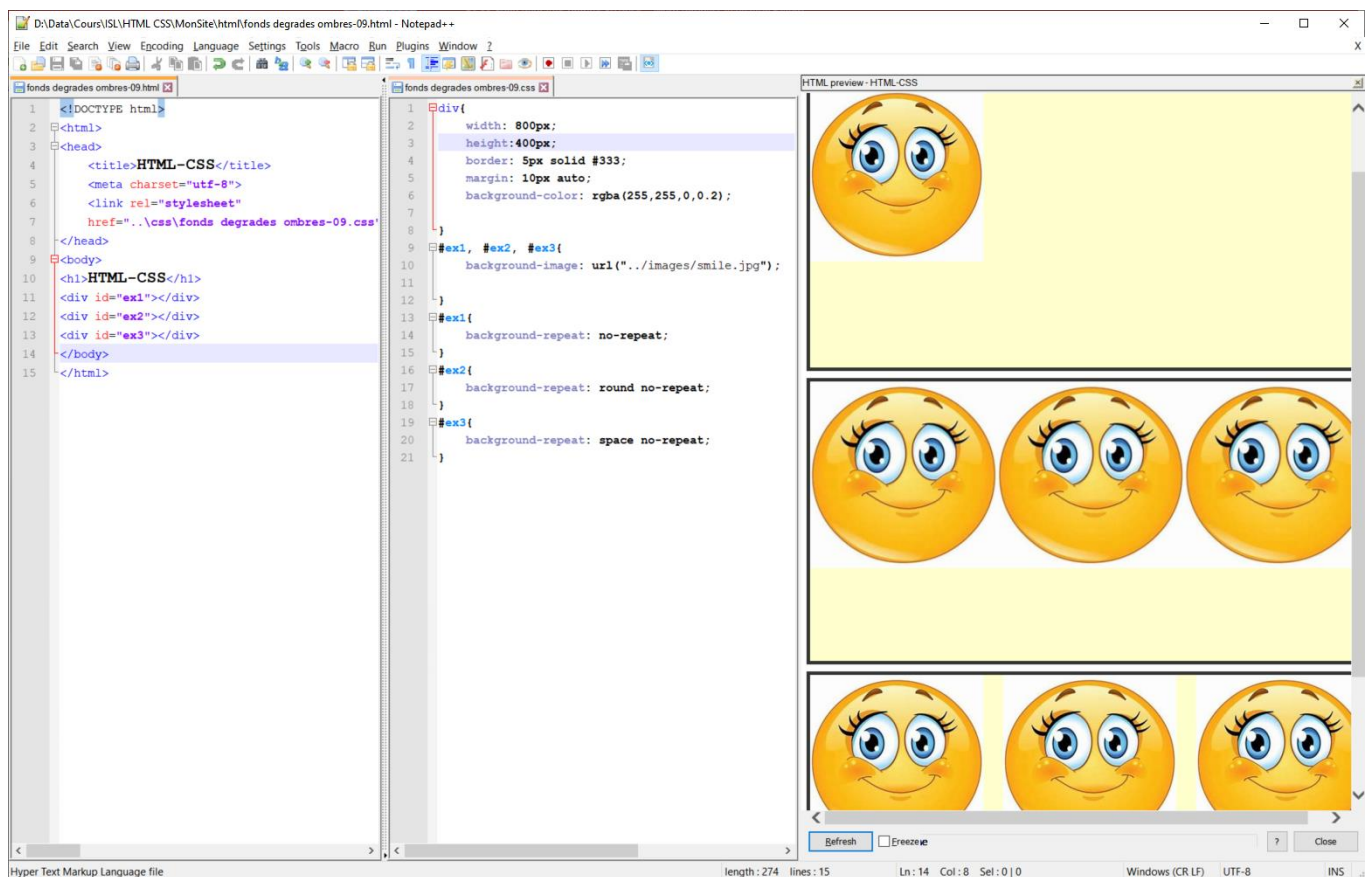 D:\Data\Cours\ISL\HTML CSS\MonSite\html\fonds degrades ombres-09.html - Notepad++
File Edit Search View Encoding Language Settings Tools Macro Run Plugins Window ?
X
fonds degrades ombres-09.html
1 <!DOCTYPE html>
2 <html>
3 <head>
4 <title>HTML-CSS</title>
5 <meta charset="utf-8">
6 <link rel="stylesheet"
7 href="..\css\fonds degrades ombres-09.css"
8 </head>
9 <body>
10 <h1>HTML-CSS</h1>
11 <div id="ex1"></div>
12 <div id="ex2"></div>
13 <div id="ex3"></div>
14 </body>
15 </html>
fonds degrades ombres-09.css
1 div{
2 width: 800px;
3 height:400px;
4 border: 5px solid #333;
5 margin: 10px auto;
6 background-color: rgba(255,255,0,0.2);
7
8 }
9 #ex1, #ex2, #ex3{
10 background-image: url("../images/smile.jpg");
11
12 }
13 #ex1{
14 background-repeat: no-repeat;
15 }
16 #ex2{
17 background-repeat: round no-repeat;
18 }
19 #ex3{
20 background-repeat: space no-repeat;
21 }
HTML preview - HTML-CSS
Refresh Freeze ? Close
Hyper Text Markup Language file length : 274 lines : 15 Ln : 14 Col : 8 Sel : 0 | 0 Windows (CR LF) UTF-8 INS